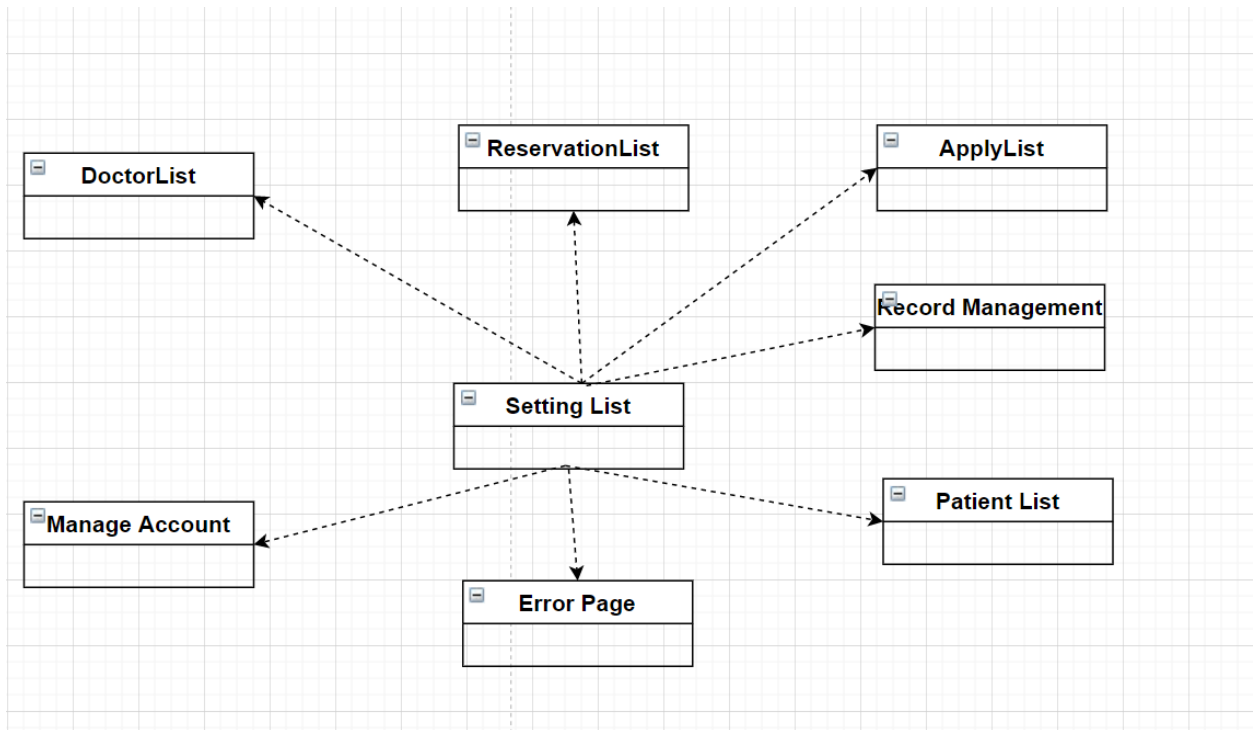 ReservationList
ApplyList
DoctorList
Record Management
Setting List
Patient List
Manage Account
Error Page